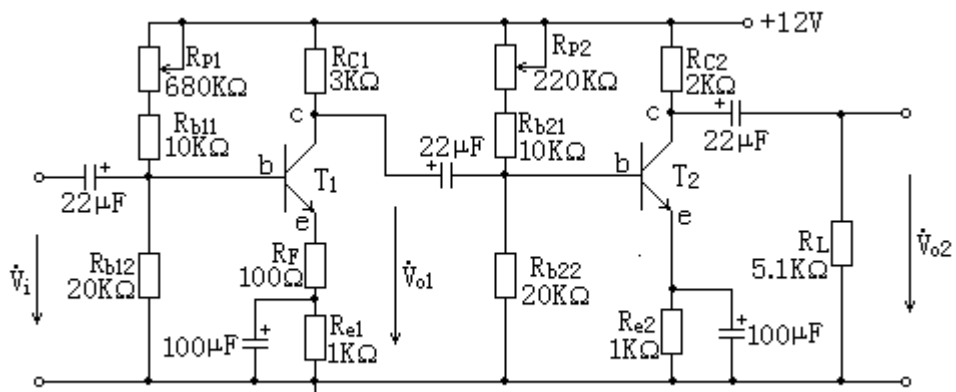 +12V
RP1
680KΩ
RC1
3KΩ
RP2
220KΩ
RC2
2KΩ
Rb11
10KΩ
c
22μF
Rb21
10KΩ
c
22μF
22μF
b
T1
e
b
T2
e
V̇i
Rb12
20KΩ
RF
100Ω
V̇o1
Rb22
20KΩ
RL
5.1KΩ
V̇o2
100μF
Re1
1KΩ
Re2
1KΩ
100μF